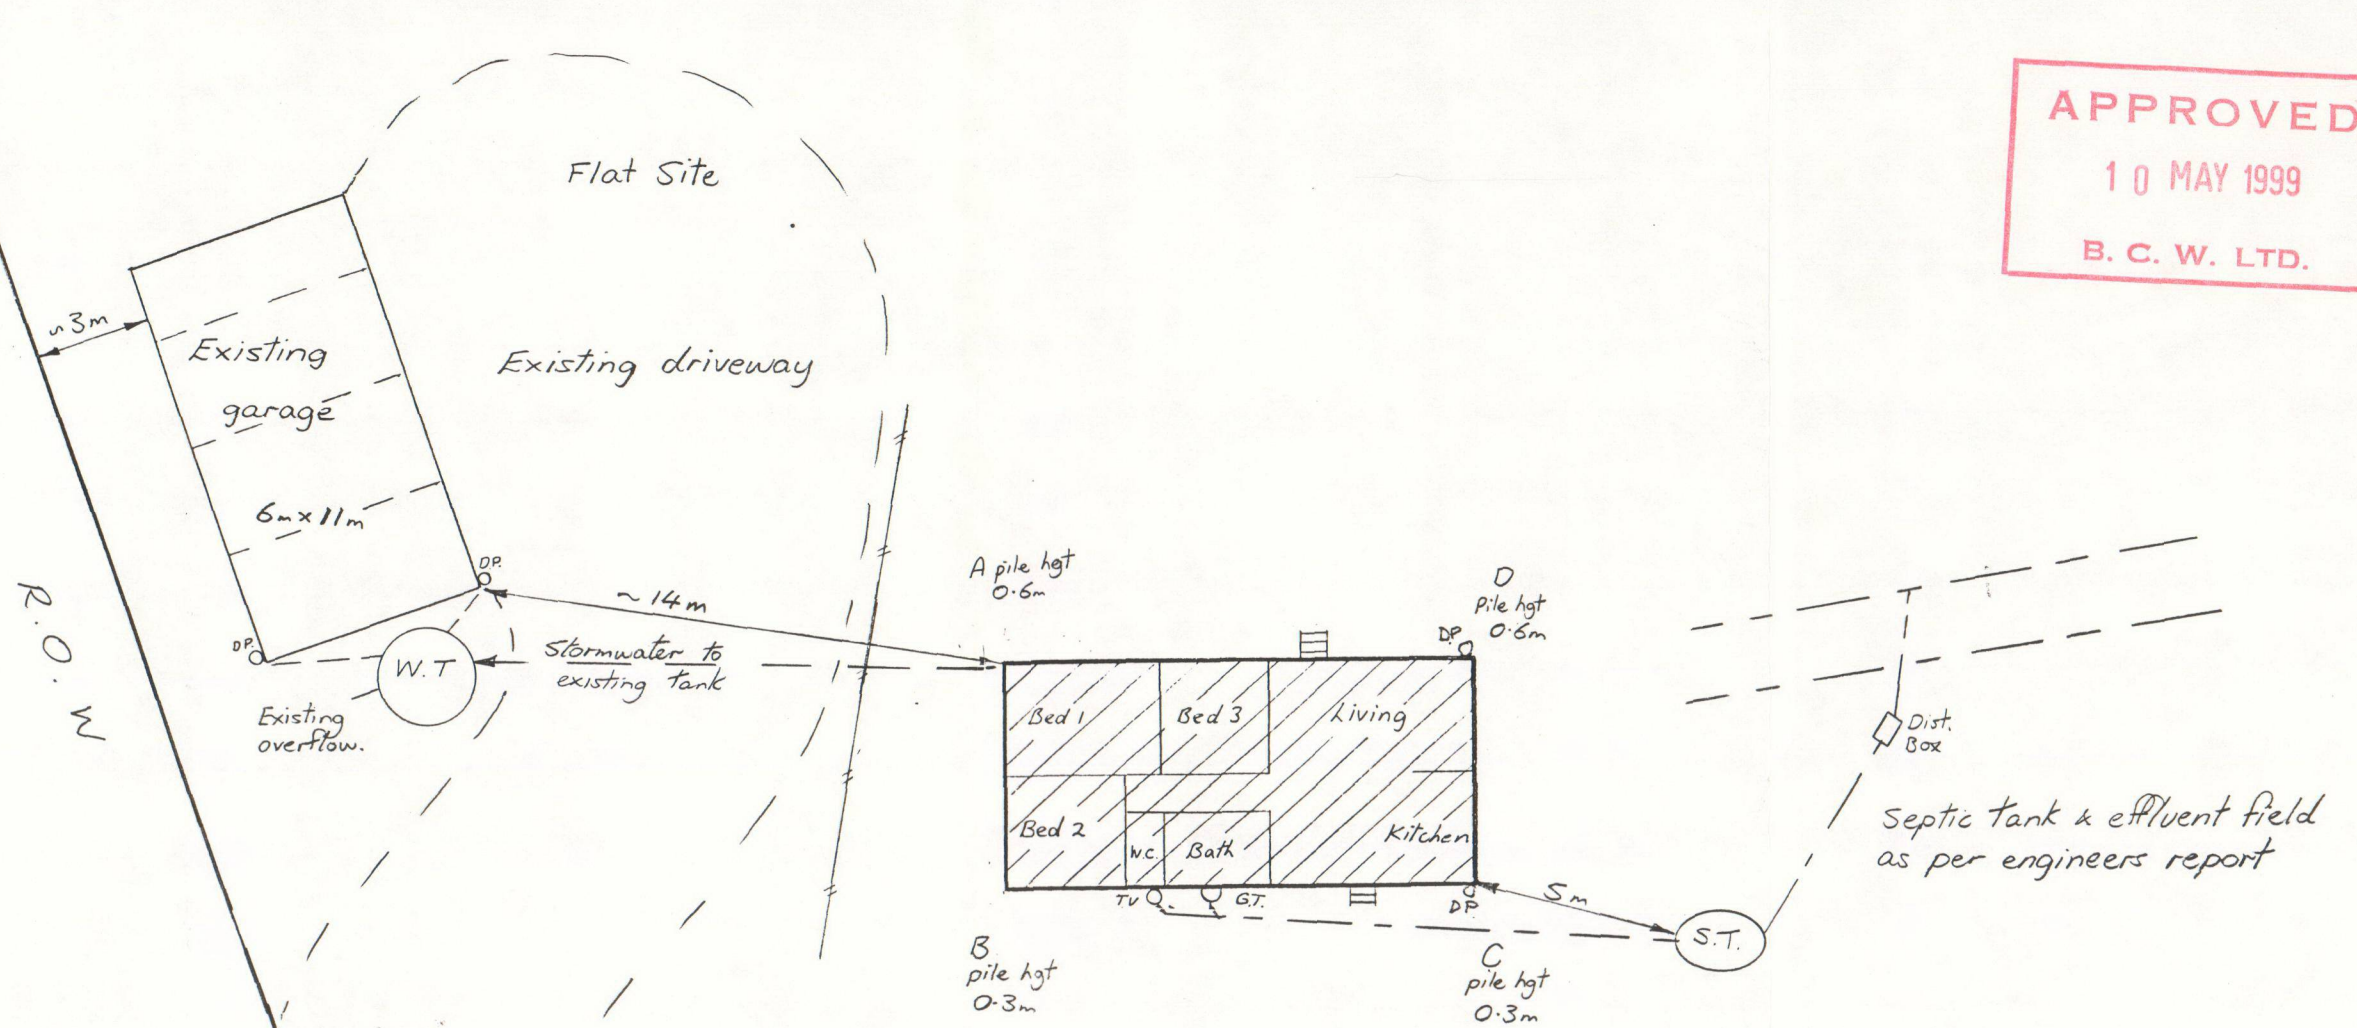 APPROVED
10 MAY 1999
B. C. W. LTD.
Flat Site
~3m
Existing
garage
6m x 11m
Existing driveway
D.P.
D.P.
R.O.W
~14m
W.T
Stormwater to
existing tank
Existing
overflow.
A pile hgt
0.6m
D
Pile hgt
0.6m
D.P.
Bed 1
Bed 3
Living
Bed 2
W.C.
Bath
Kitchen
TV
G.T.
DP
5m
S.T.
B
pile hgt
0.3m
C
pile hgt
0.3m
Dist.
Box
Septic tank & effluent field
as per engineers report